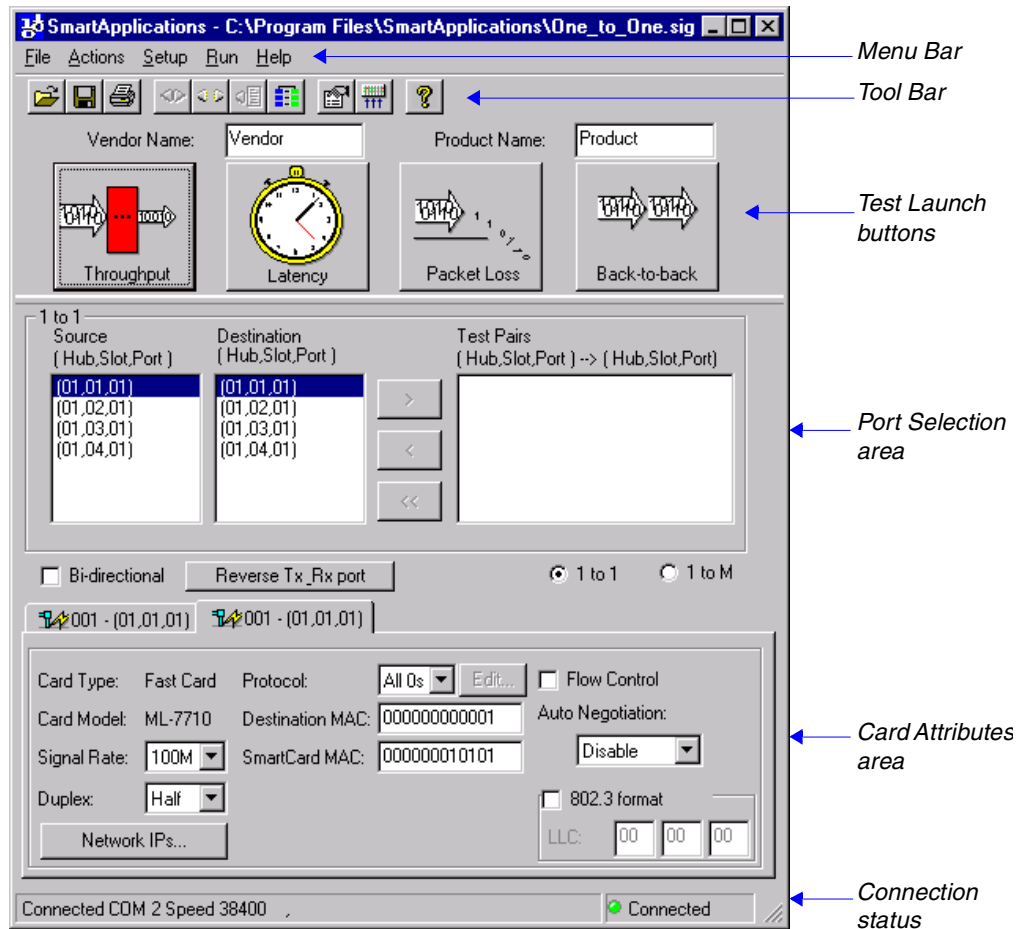 SmartApplications - C:\Program Files\SmartApplications\One_to_One.sig
File Actions Setup Run Help
Menu Bar
Tool Bar
Vendor Name: Vendor Product Name: Product
Throughput Latency Packet Loss Back-to-back
Test Launch
buttons
1 to 1
Source Destination Test Pairs
( Hub,Slot,Port ) ( Hub,Slot,Port ) ( Hub,Slot,Port ) --> ( Hub,Slot,Port)
(01,01,01) (01,01,01) >
(01,02,01) (01,02,01)
(01,03,01) (01,03,01)
(01,04,01) (01,04,01) <
<<
Port Selection
area
Bi-directional Reverse Tx_Rx port 1 to 1 1 to M
001 - (01,01,01) 001 - (01,01,01)
Card Type: Fast Card Protocol: All 0s Edit... Flow Control
Card Model: ML-7710 Destination MAC: 000000000001 Auto Negotiation:
Signal Rate: 100M SmartCard MAC: 000000010101 Disable
Duplex: Half 802.3 format
Network IPs... LLC: 00 00 00
Card Attributes
area
Connected COM 2 Speed 38400 , Connected
Connection
status